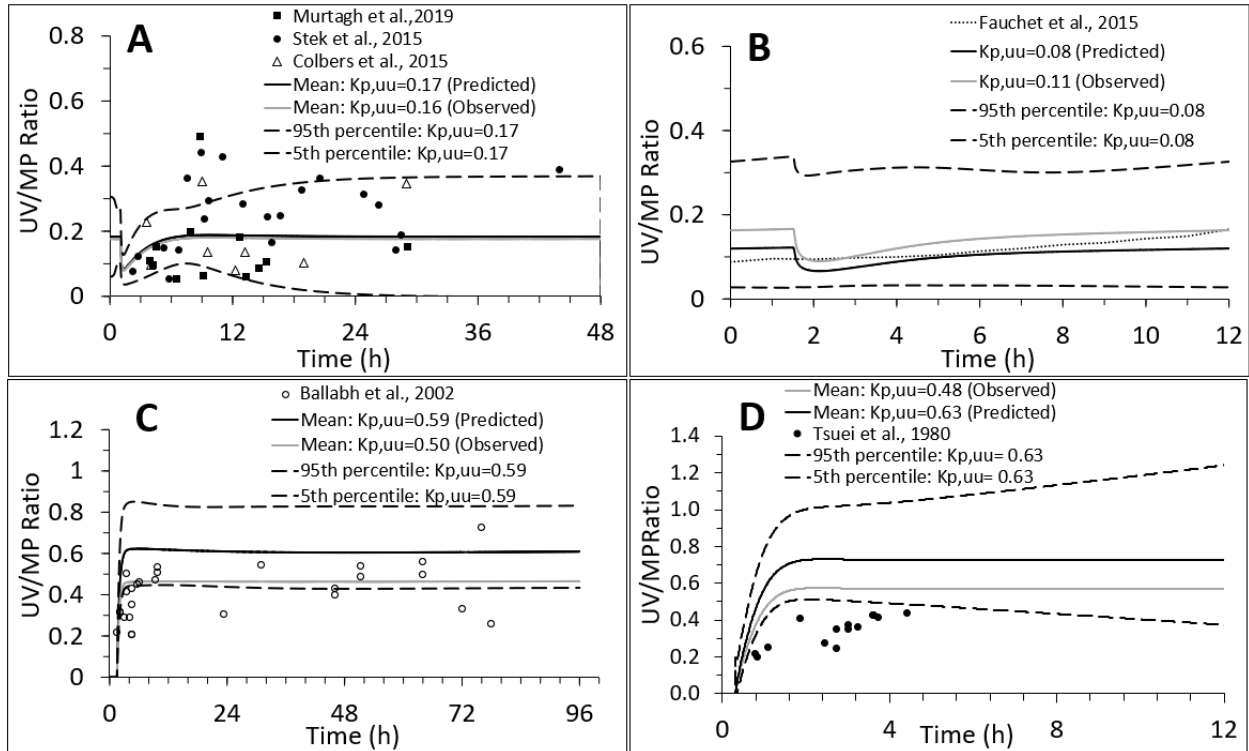 A
Murtagh et al.,2019
Stek et al., 2015
Colbers et al., 2015
Mean: Kp,uu=0.17 (Predicted)
Mean: Kp,uu=0.16 (Observed)
95th percentile: Kp,uu=0.17
5th percentile: Kp,uu=0.17
UV/MP Ratio
0.8
0.6
0.4
0.2
0
0 12 24 36 48
Time (h)
B
Fauchet et al., 2015
Kp,uu=0.08 (Predicted)
Kp,uu=0.11 (Observed)
95th percentile: Kp,uu=0.08
5th percentile: Kp,uu=0.08
UV/MP Ratio
0.6
0.4
0.2
0
0 2 4 6 8 10 12
Time (h)
C
Ballabh et al., 2002
Mean: Kp,uu=0.59 (Predicted)
Mean: Kp,uu=0.50 (Observed)
95th percentile: Kp,uu=0.59
5th percentile: Kp,uu=0.59
UV/MP Ratio
1.2
1
0.8
0.6
0.4
0.2
0
0 24 48 72 96
Time (h)
D
Mean: Kp,uu=0.48 (Observed)
Mean: Kp,uu=0.63 (Predicted)
Tsuei et al., 1980
95th percentile: Kp,uu= 0.63
5th percentile: Kp,uu= 0.63
UV/MPRatio
1.4
1.2
1.0
0.8
0.6
0.4
0.2
0.0
0 4 8 12
Time (h)